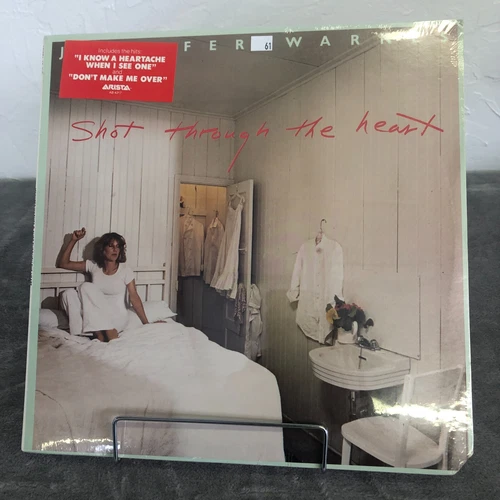 J FER WARN
61
Includes the hits:
"I KNOW A HEARTACHE
WHEN I SEE ONE"
and
"DON'T MAKE ME OVER"
ARISTA
Shot through the heart